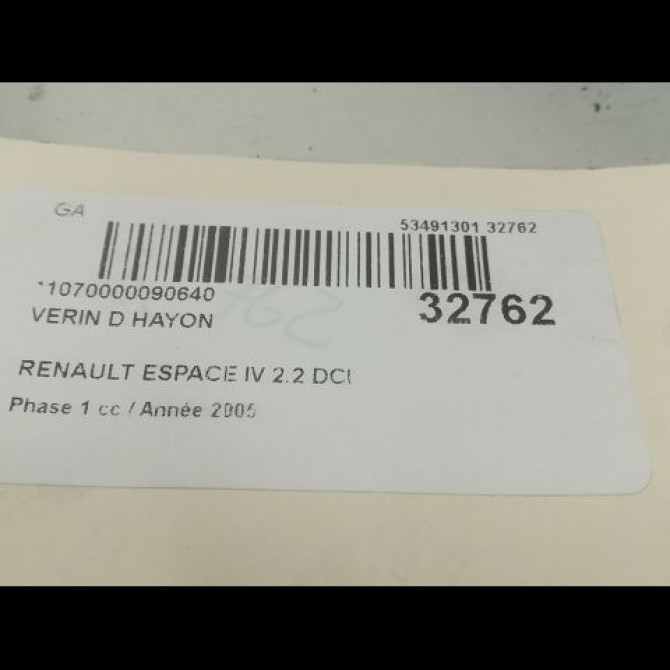 GA
53491301 32762
*1070000090640
32762
VERIN D HAYON
RENAULT ESPACE IV 2.2 DCI
Phase 1 cc / Année 2005